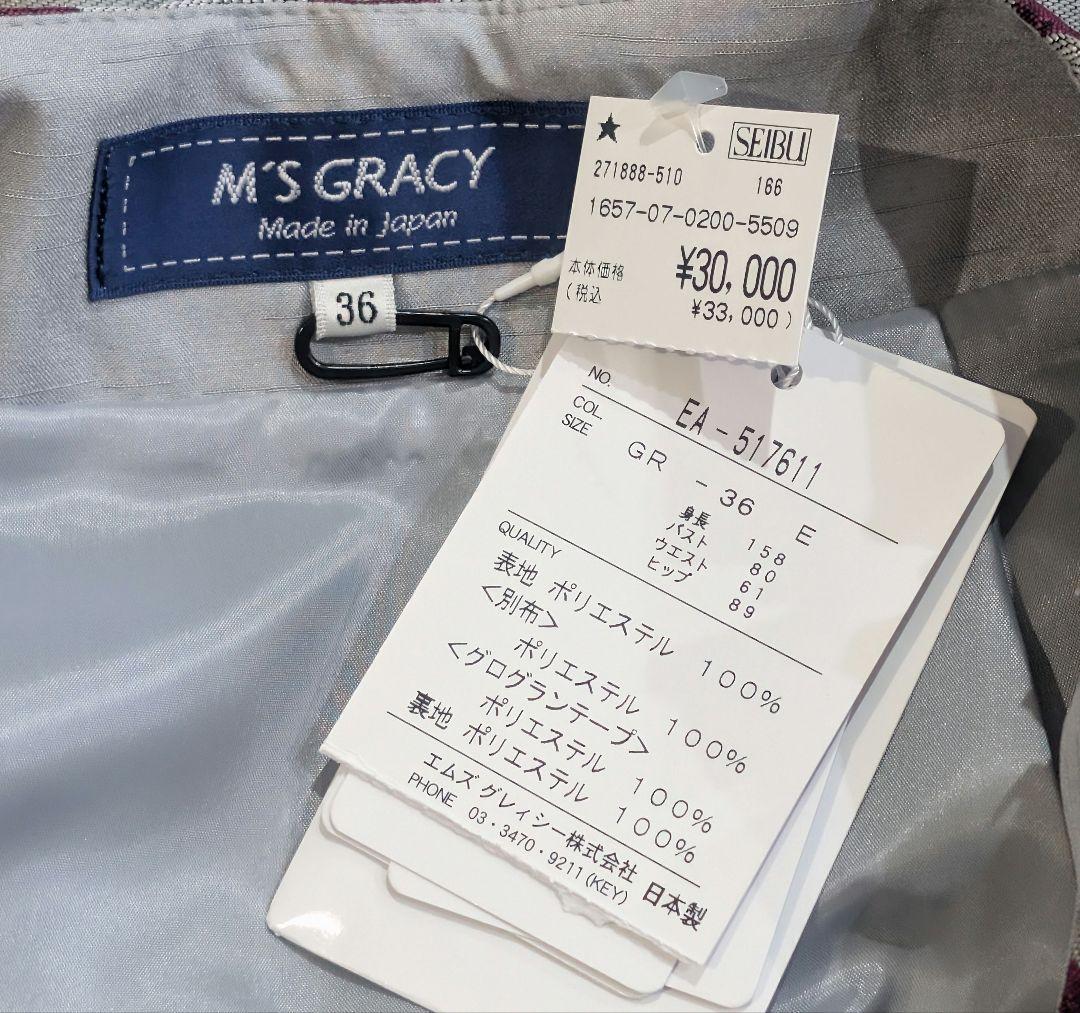 M'S GRACY
Made in Japan
36
★ SEIBU
271888-510 166
1657-07-0200-5509
本体価格 ¥30,000
(税込 ¥33,000)
NO. EA-517611
COL. GR
SIZE - 36 E
身長 158
バスト 80
ウエスト 61
ヒップ 89
QUALITY
表地 ポリエステル 100%
<別布>
ポリエステル 100%
<グログランテープ>
ポリエステル 100%
裏地 ポリエステル 100%
エムズグレィシー株式会社
PHONE 03・3470・9211(KEY) 日本製